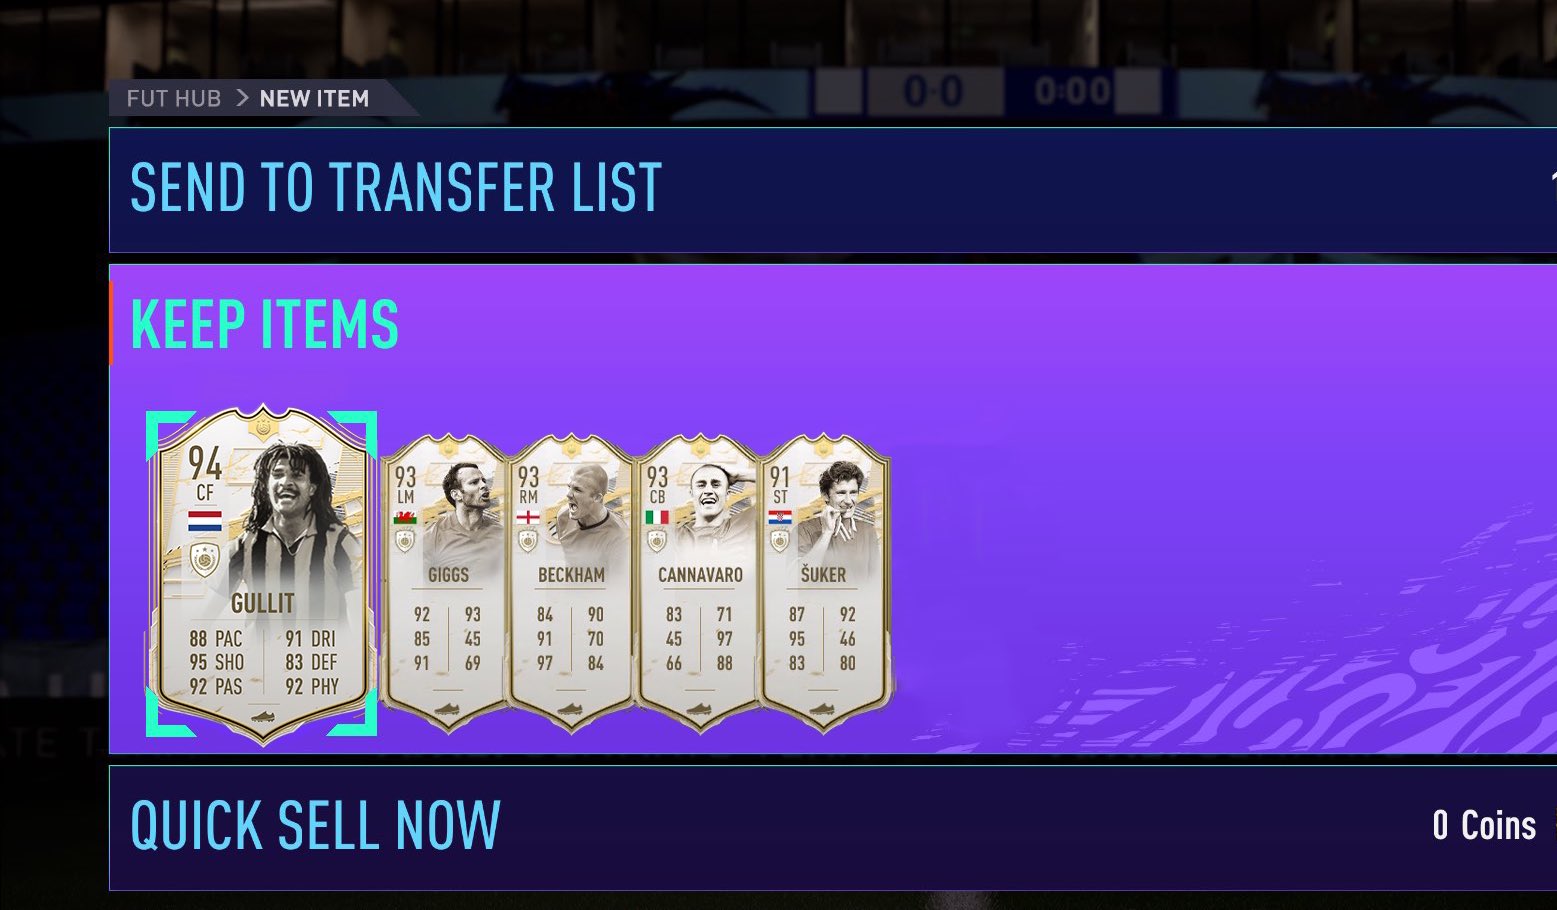 0-0 0:00
FUT HUB > NEW ITEM
SEND TO TRANSFER LIST
KEEP ITEMS
94
CF
GULLIT
88 PAC 91 DRI
95 SHO 83 DEF
92 PAS 92 PHY
93
LM
GIGGS
92 93
85 45
91 69
93
RM
BECKHAM
84 90
91 70
97 84
93
CB
CANNAVARO
83 71
45 97
66 88
91
ST
ŠUKER
87 92
95 46
83 80
QUICK SELL NOW 0 Coins